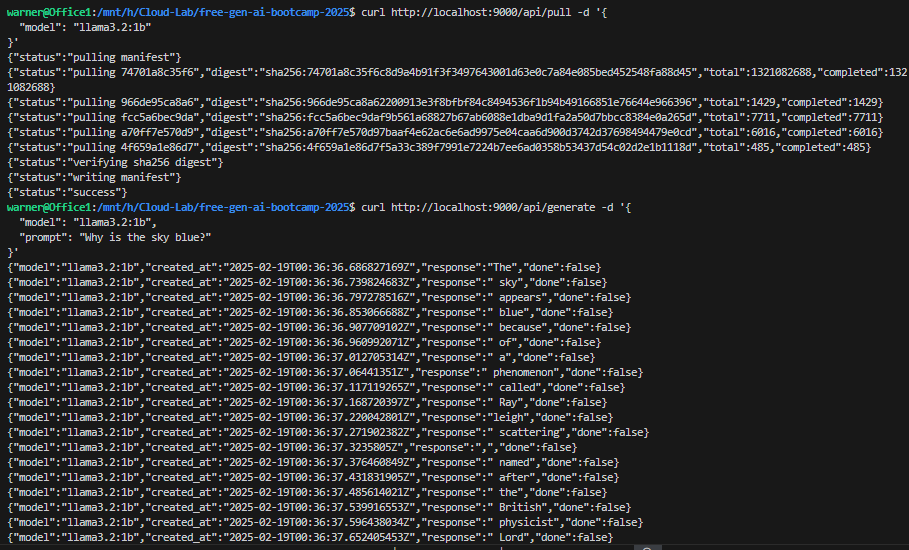 warner@Office1:/mnt/h/Cloud-Lab/free-gen-ai-bootcamp-2025$ curl http://localhost:9000/api/pull -d '{
  "model": "llama3.2:1b"
}'
{"status":"pulling manifest"}
{"status":"pulling 74701a8c35f6","digest":"sha256:74701a8c35f6c8d9a4b91f3f3497643001d63e0c7a84e085bed452548fa88d45","total":1321082688,"completed":132
1082688}
{"status":"pulling 966de95ca8a6","digest":"sha256:966de95ca8a62200913e3f8bfbf84c8494536f1b94b49166851e76644e966396","total":1429,"completed":1429}
{"status":"pulling fcc5a6bec9da","digest":"sha256:fcc5a6bec9daf9b561a68827b67ab6088e1dba9d1fa2a50d7bbcc8384e0a265d","total":7711,"completed":7711}
{"status":"pulling a70ff7e570d9","digest":"sha256:a70ff7e570d97baaf4e62ac6e6ad9975e04caa6d900d3742d37698494479e0cd","total":6016,"completed":6016}
{"status":"pulling 4f659a1e86d7","digest":"sha256:4f659a1e86d7f5a33c389f7991e7224b7ee6ad0358b53437d54c02d2e1b1118d","total":485,"completed":485}
{"status":"verifying sha256 digest"}
{"status":"writing manifest"}
{"status":"success"}
warner@Office1:/mnt/h/Cloud-Lab/free-gen-ai-bootcamp-2025$ curl http://localhost:9000/api/generate -d '{
  "model": "llama3.2:1b",
  "prompt": "Why is the sky blue?"
}'
{"model":"llama3.2:1b","created_at":"2025-02-19T00:36:36.686827169Z","response":"The","done":false}
{"model":"llama3.2:1b","created_at":"2025-02-19T00:36:36.739824683Z","response":" sky","done":false}
{"model":"llama3.2:1b","created_at":"2025-02-19T00:36:36.797278516Z","response":" appears","done":false}
{"model":"llama3.2:1b","created_at":"2025-02-19T00:36:36.853066688Z","response":" blue","done":false}
{"model":"llama3.2:1b","created_at":"2025-02-19T00:36:36.907709102Z","response":" because","done":false}
{"model":"llama3.2:1b","created_at":"2025-02-19T00:36:36.960992071Z","response":" of","done":false}
{"model":"llama3.2:1b","created_at":"2025-02-19T00:36:37.012705314Z","response":" a","done":false}
{"model":"llama3.2:1b","created_at":"2025-02-19T00:36:37.06441351Z","response":" phenomenon","done":false}
{"model":"llama3.2:1b","created_at":"2025-02-19T00:36:37.117119265Z","response":" called","done":false}
{"model":"llama3.2:1b","created_at":"2025-02-19T00:36:37.168720397Z","response":" Ray","done":false}
{"model":"llama3.2:1b","created_at":"2025-02-19T00:36:37.220042801Z","response":"leigh","done":false}
{"model":"llama3.2:1b","created_at":"2025-02-19T00:36:37.271902382Z","response":" scattering","done":false}
{"model":"llama3.2:1b","created_at":"2025-02-19T00:36:37.3235805Z","response":",","done":false}
{"model":"llama3.2:1b","created_at":"2025-02-19T00:36:37.376460849Z","response":" named","done":false}
{"model":"llama3.2:1b","created_at":"2025-02-19T00:36:37.431831905Z","response":" after","done":false}
{"model":"llama3.2:1b","created_at":"2025-02-19T00:36:37.485614021Z","response":" the","done":false}
{"model":"llama3.2:1b","created_at":"2025-02-19T00:36:37.539916553Z","response":" British","done":false}
{"model":"llama3.2:1b","created_at":"2025-02-19T00:36:37.596438034Z","response":" physicist","done":false}
{"model":"llama3.2:1b","created_at":"2025-02-19T00:36:37.652405453Z","response":" Lord","done":false}